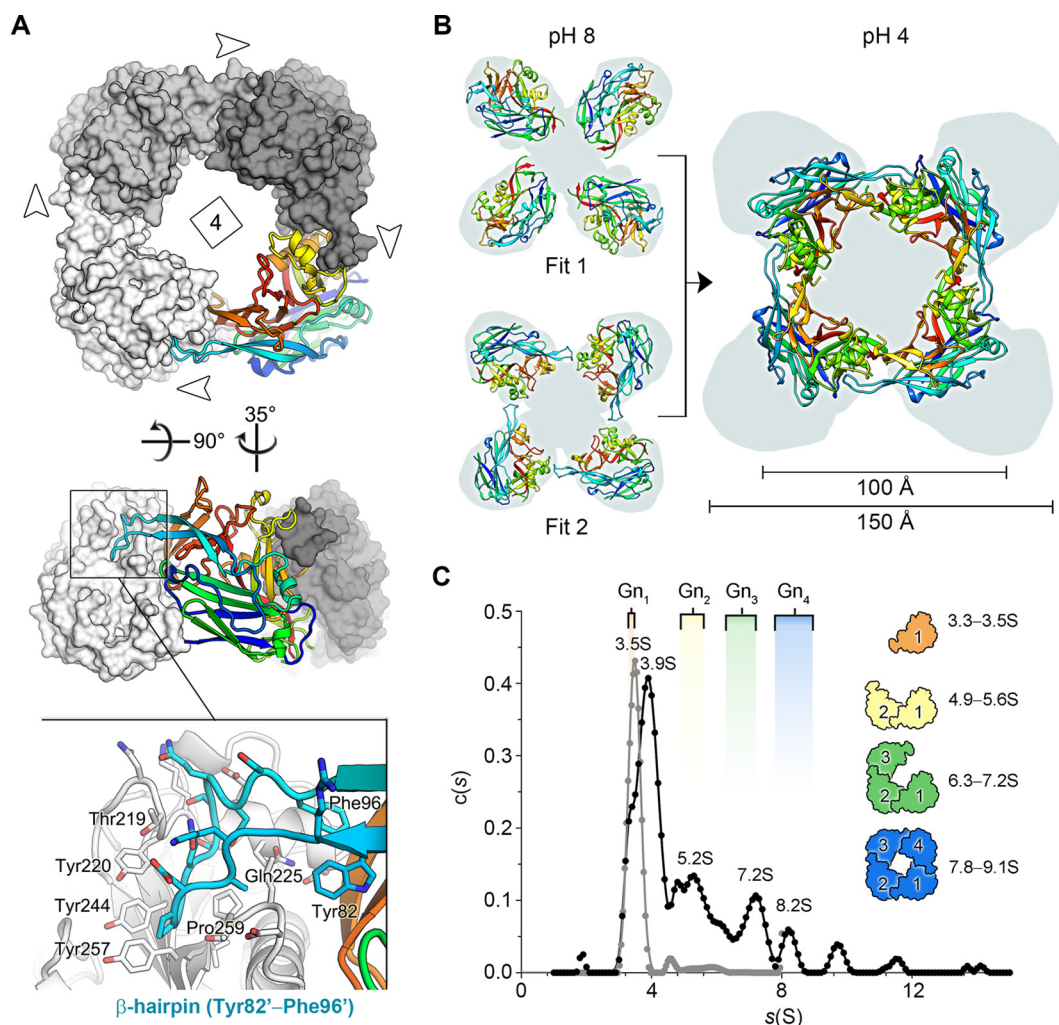 A
4
90°
35°
Thr219
Tyr220
Tyr244
Tyr257
Pro259
Gln225
Phe96
Tyr82
β-hairpin (Tyr82'–Phe96')
B
pH 8
pH 4
Fit 1
Fit 2
100 Å
150 Å
C
Gn1
Gn2
Gn3
Gn4
0.5
0.4
0.3
0.2
0.1
0.0
c(s)
3.5S
3.9S
5.2S
7.2S
8.2S
1
3.3–3.5S
2 1
4.9–5.6S
3
2 1
6.3–7.2S
3 4
2 1
7.8–9.1S
4 8 12
s(S)